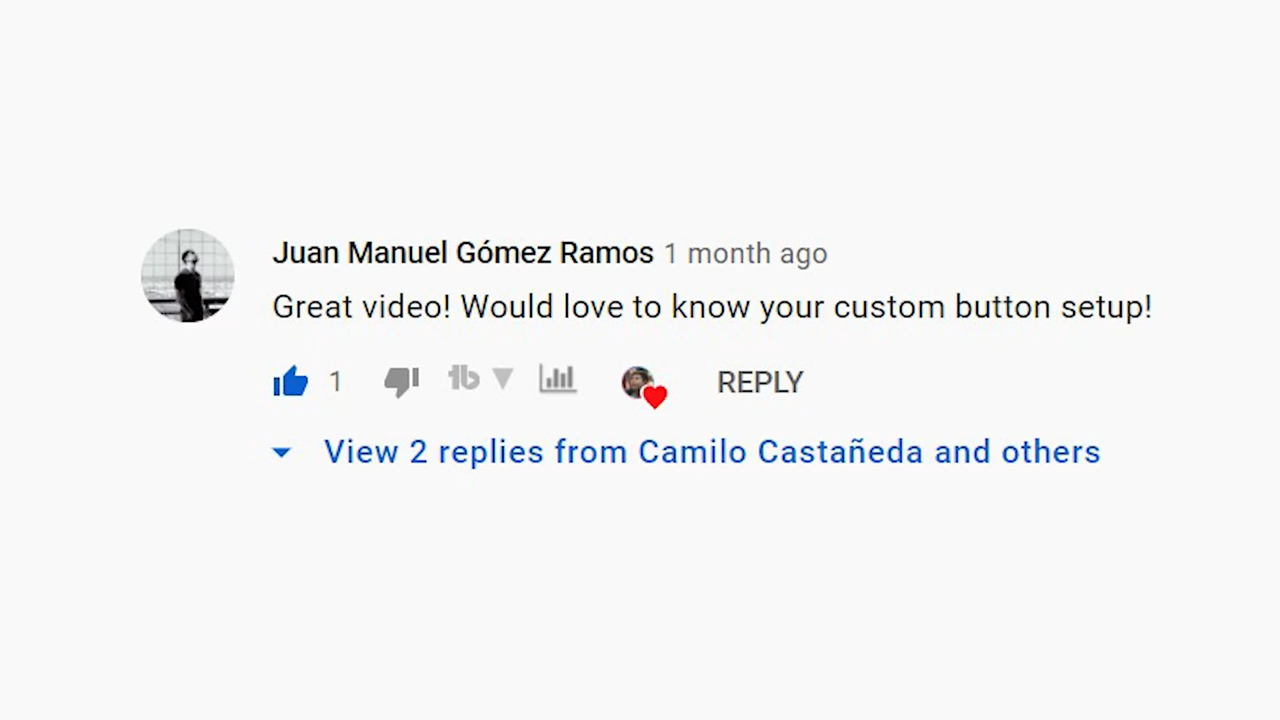 Juan Manuel Gómez Ramos 1 month ago
Great video! Would love to know your custom button setup!
1 tb REPLY
View 2 replies from Camilo Castañeda and others